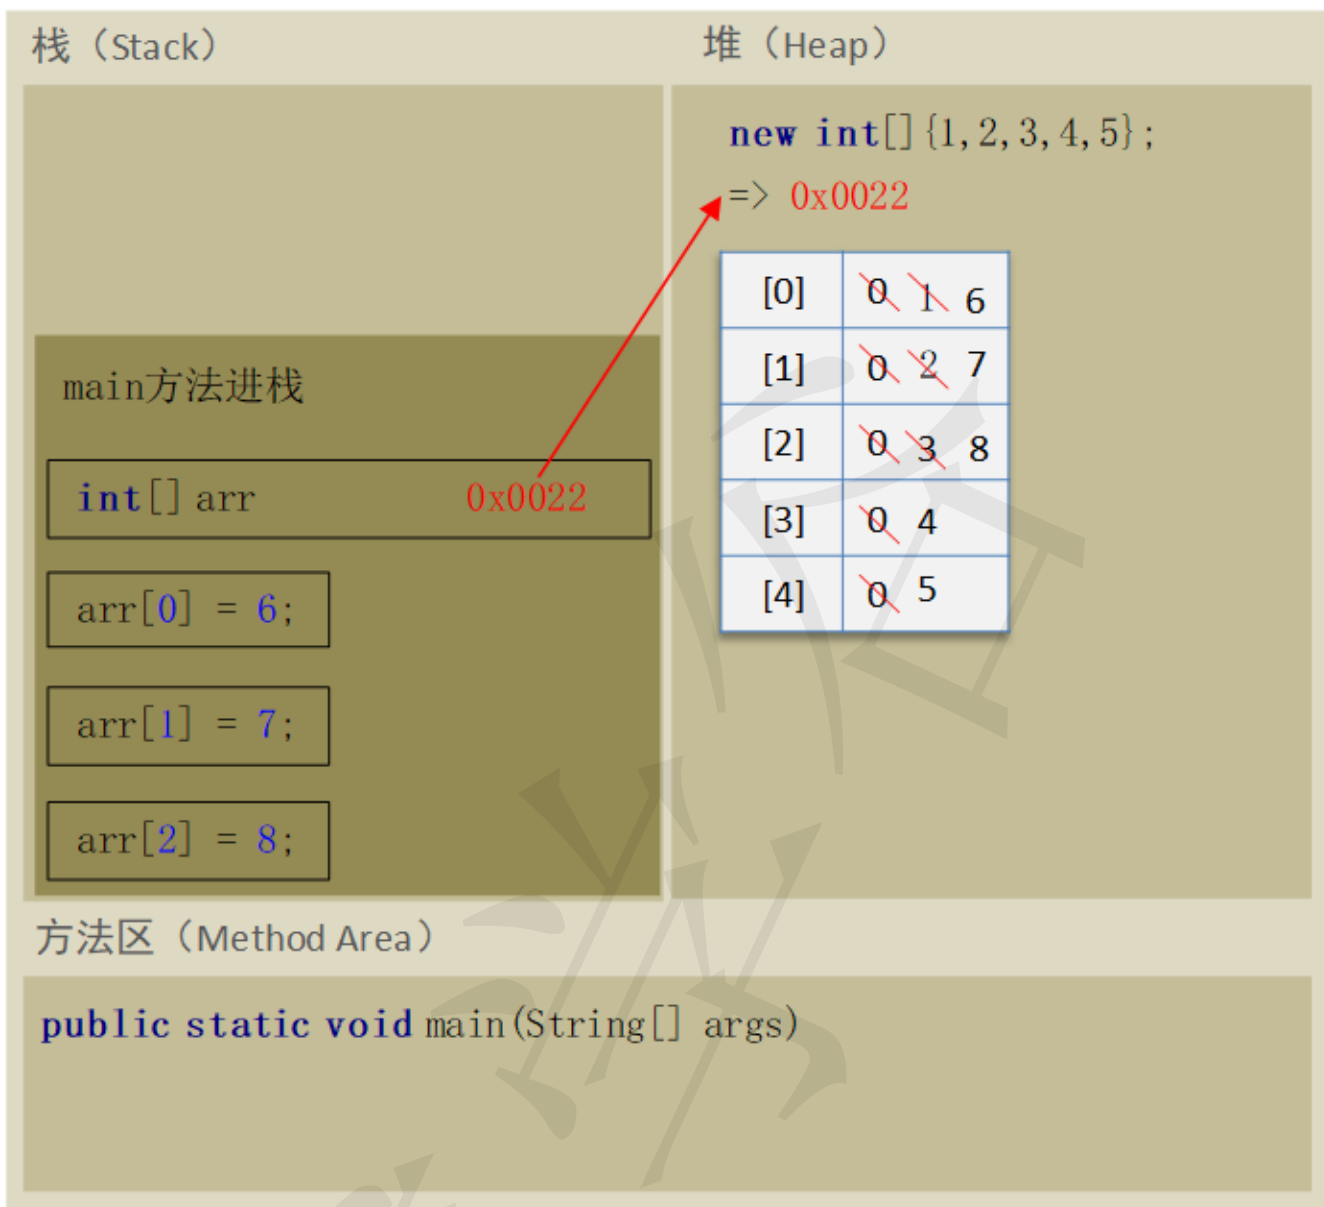 栈（Stack）
main方法进栈
int[] arr 0x0022
arr[0] = 6;
arr[1] = 7;
arr[2] = 8;
堆（Heap）
new int[]{1,2,3,4,5};
=> 0x0022
[0] 0 1 6
[1] 0 2 7
[2] 0 3 8
[3] 0 4
[4] 0 5
方法区（Method Area）
public static void main(String[] args)